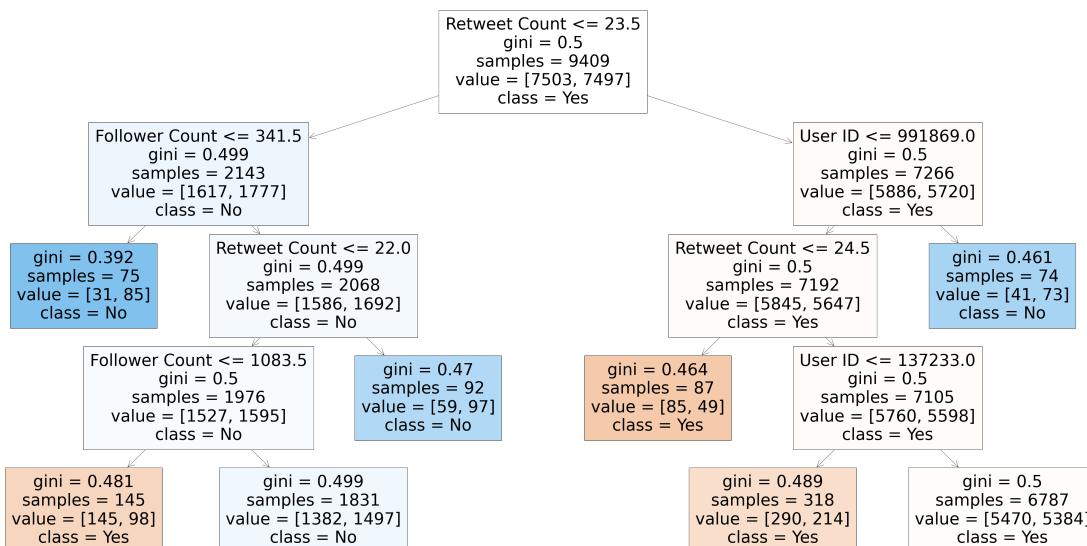 Retweet Count <= 23.5
gini = 0.5
samples = 9409
value = [7503, 7497]
class = Yes
Follower Count <= 341.5
gini = 0.499
samples = 2143
value = [1617, 1777]
class = No
User ID <= 991869.0
gini = 0.5
samples = 7266
value = [5886, 5720]
class = Yes
gini = 0.392
samples = 75
value = [31, 85]
class = No
Retweet Count <= 22.0
gini = 0.499
samples = 2068
value = [1586, 1692]
class = No
Retweet Count <= 24.5
gini = 0.5
samples = 7192
value = [5845, 5647]
class = Yes
gini = 0.461
samples = 74
value = [41, 73]
class = No
Follower Count <= 1083.5
gini = 0.5
samples = 1976
value = [1527, 1595]
class = No
gini = 0.47
samples = 92
value = [59, 97]
class = No
gini = 0.464
samples = 87
value = [85, 49]
class = Yes
User ID <= 137233.0
gini = 0.5
samples = 7105
value = [5760, 5598]
class = Yes
gini = 0.481
samples = 145
value = [145, 98]
class = Yes
gini = 0.499
samples = 1831
value = [1382, 1497]
class = No
gini = 0.489
samples = 318
value = [290, 214]
class = Yes
gini = 0.5
samples = 6787
value = [5470, 5384]
class = Yes